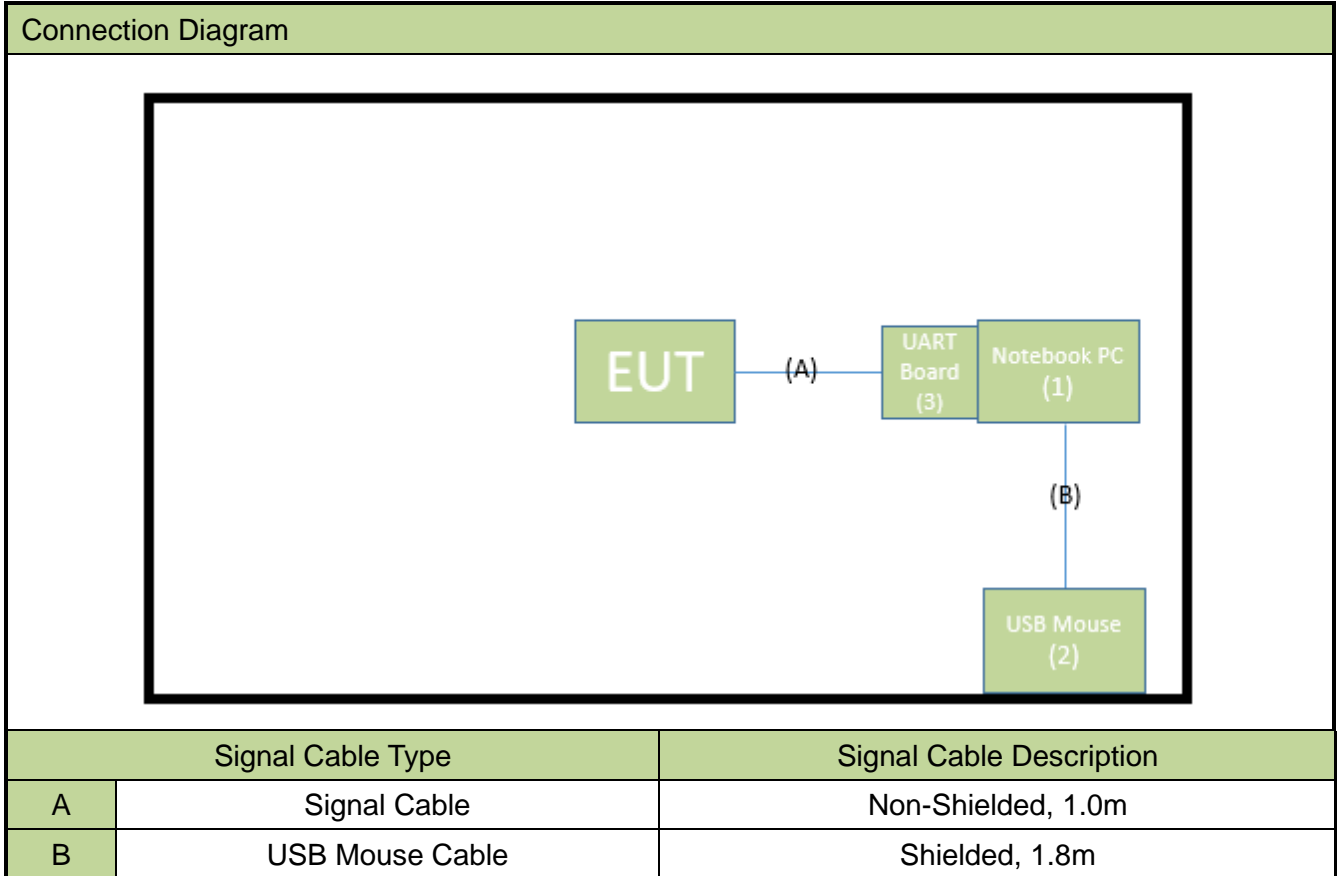 Connection Diagram
EUT
(A)
UART
Board
(3)
Notebook PC
(1)
(B)
USB Mouse
(2)
Signal Cable Type Signal Cable Description
A Signal Cable Non-Shielded, 1.0m
B USB Mouse Cable Shielded, 1.8m